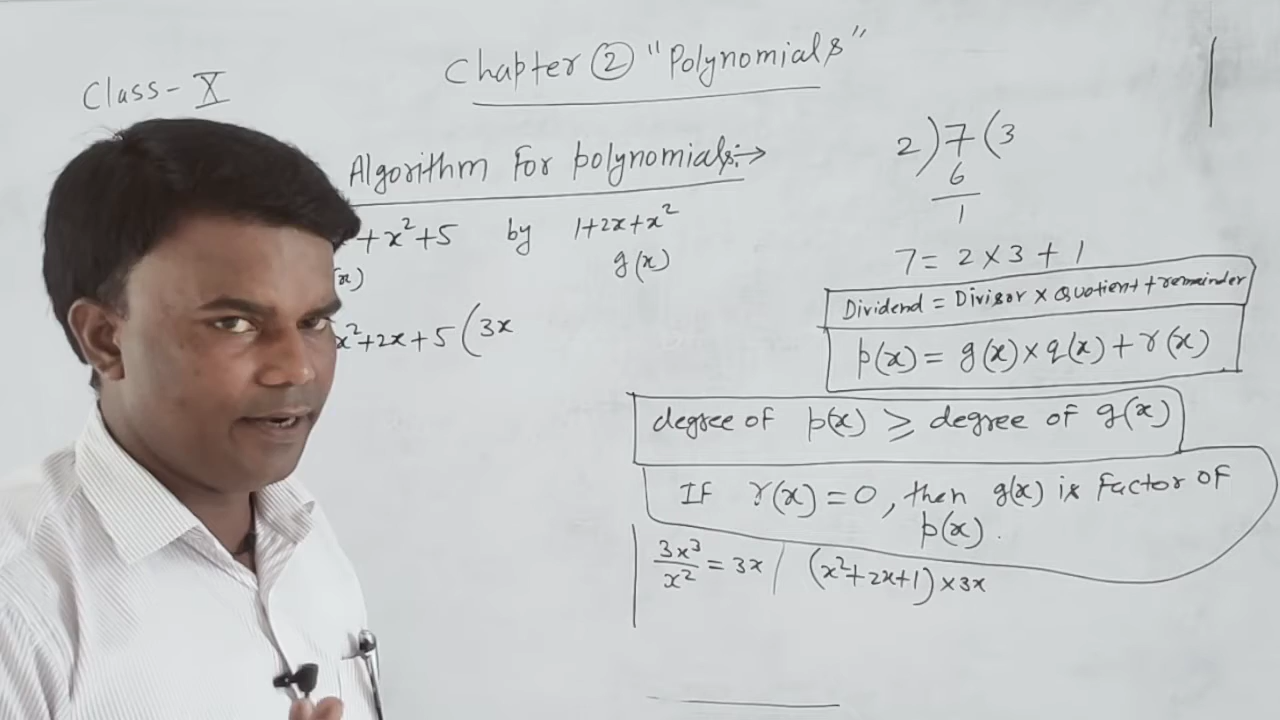 Class - X
Chapter ② "Polynomials"
Algorithm For polynomials:→
+ x² + 5 by 1+2x+x²
(x) g(x)
x²+2x+5 ( 3x
2 ) 7 ( 3
6
1
7 = 2 × 3 + 1
Dividend = Divisor × Quotient + remainder
p(x) = g(x) × q(x) + r(x)
degree of p(x) ⩾ degree of g(x)
IF r(x) = 0, then g(x) is Factor of
p(x).
3x³/x² = 3x / (x²+2x+1) × 3x